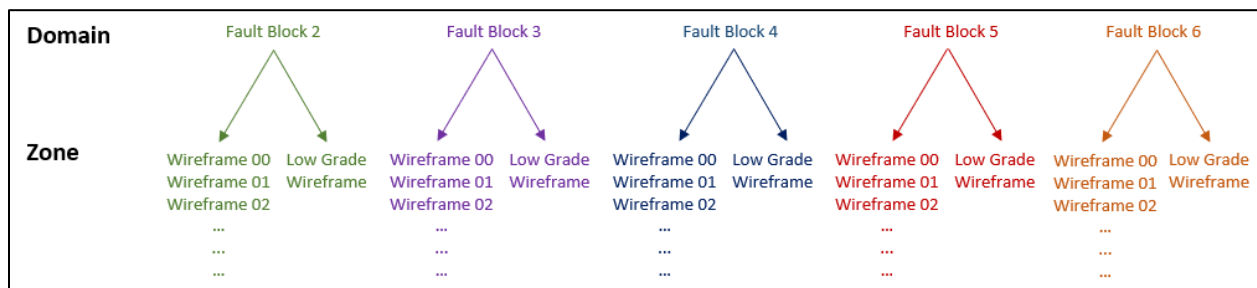 Domain Fault Block 2 Fault Block 3 Fault Block 4 Fault Block 5 Fault Block 6
Zone
Wireframe 00 Low Grade Wireframe 00 Low Grade Wireframe 00 Low Grade Wireframe 00 Low Grade Wireframe 00 Low Grade
Wireframe 01 Wireframe Wireframe 01 Wireframe Wireframe 01 Wireframe Wireframe 01 Wireframe Wireframe 01 Wireframe
Wireframe 02 Wireframe 02 Wireframe 02 Wireframe 02 Wireframe 02
... ... ... ... ...
... ... ... ... ...
... ... ... ... ...